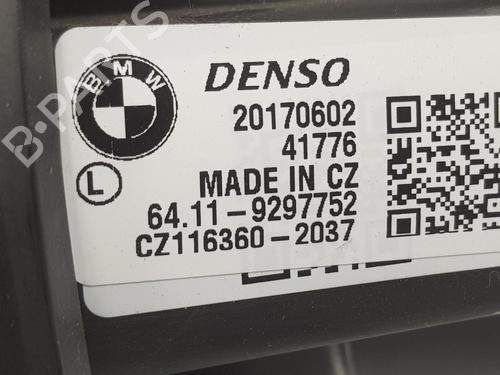 B-PARTS
BMW
DENSO
20170602
41776
L
MADE IN CZ
64.11-9297752
CZ116360-2037